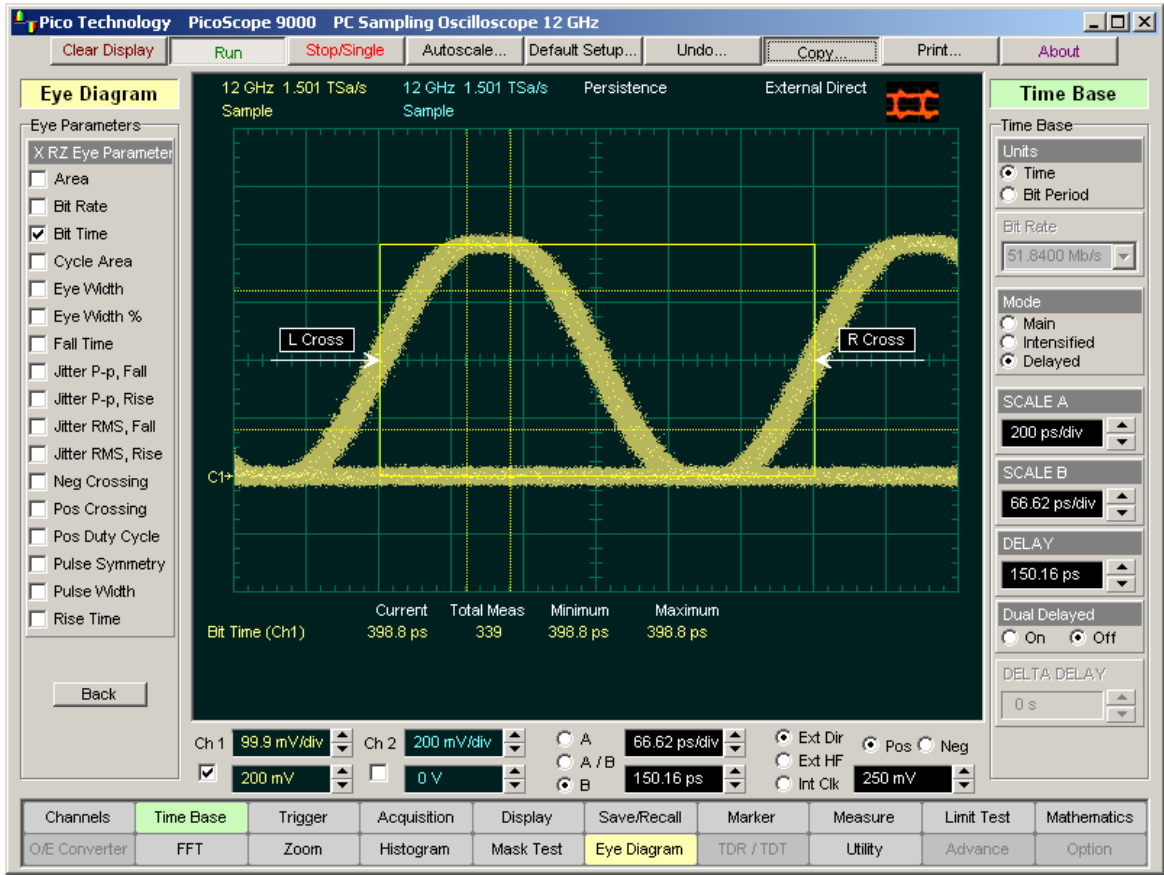 Pico Technology PicoScope 9000 PC Sampling Oscilloscope 12 GHz
Clear Display Run Stop/Single Autoscale... Default Setup... Undo... Copy... Print... About
Eye Diagram
Eye Parameters
X RZ Eye Parameter
Area
Bit Rate
Bit Time
Cycle Area
Eye Width
Eye Width %
Fall Time
Jitter P-p, Fall
Jitter P-p, Rise
Jitter RMS, Fall
Jitter RMS, Rise
Neg Crossing
Pos Crossing
Pos Duty Cycle
Pulse Symmetry
Pulse Width
Rise Time
Back
12 GHz 1.501 TSa/s 12 GHz 1.501 TSa/s Persistence External Direct
Sample Sample
L Cross R Cross
C1
Current Total Meas Minimum Maximum
Bit Time (Ch1) 398.8 ps 339 398.8 ps 398.8 ps
Time Base
Time Base
Units
Time
Bit Period
Bit Rate
51.8400 Mb/s
Mode
Main
Intensified
Delayed
SCALE A
200 ps/div
SCALE B
66.62 ps/div
DELAY
150.16 ps
Dual Delayed
On Off
DELTA DELAY
0 s
Ch 1 99.9 mV/div Ch 2 200 mV/div A 66.62 ps/div Ext Dir Pos Neg
A / B Ext HF
200 mV 0 V B 150.16 ps Int Clk 250 mV
Channels Time Base Trigger Acquisition Display Save/Recall Marker Measure Limit Test Mathematics
O/E Converter FFT Zoom Histogram Mask Test Eye Diagram TDR / TDT Utility Advance Option